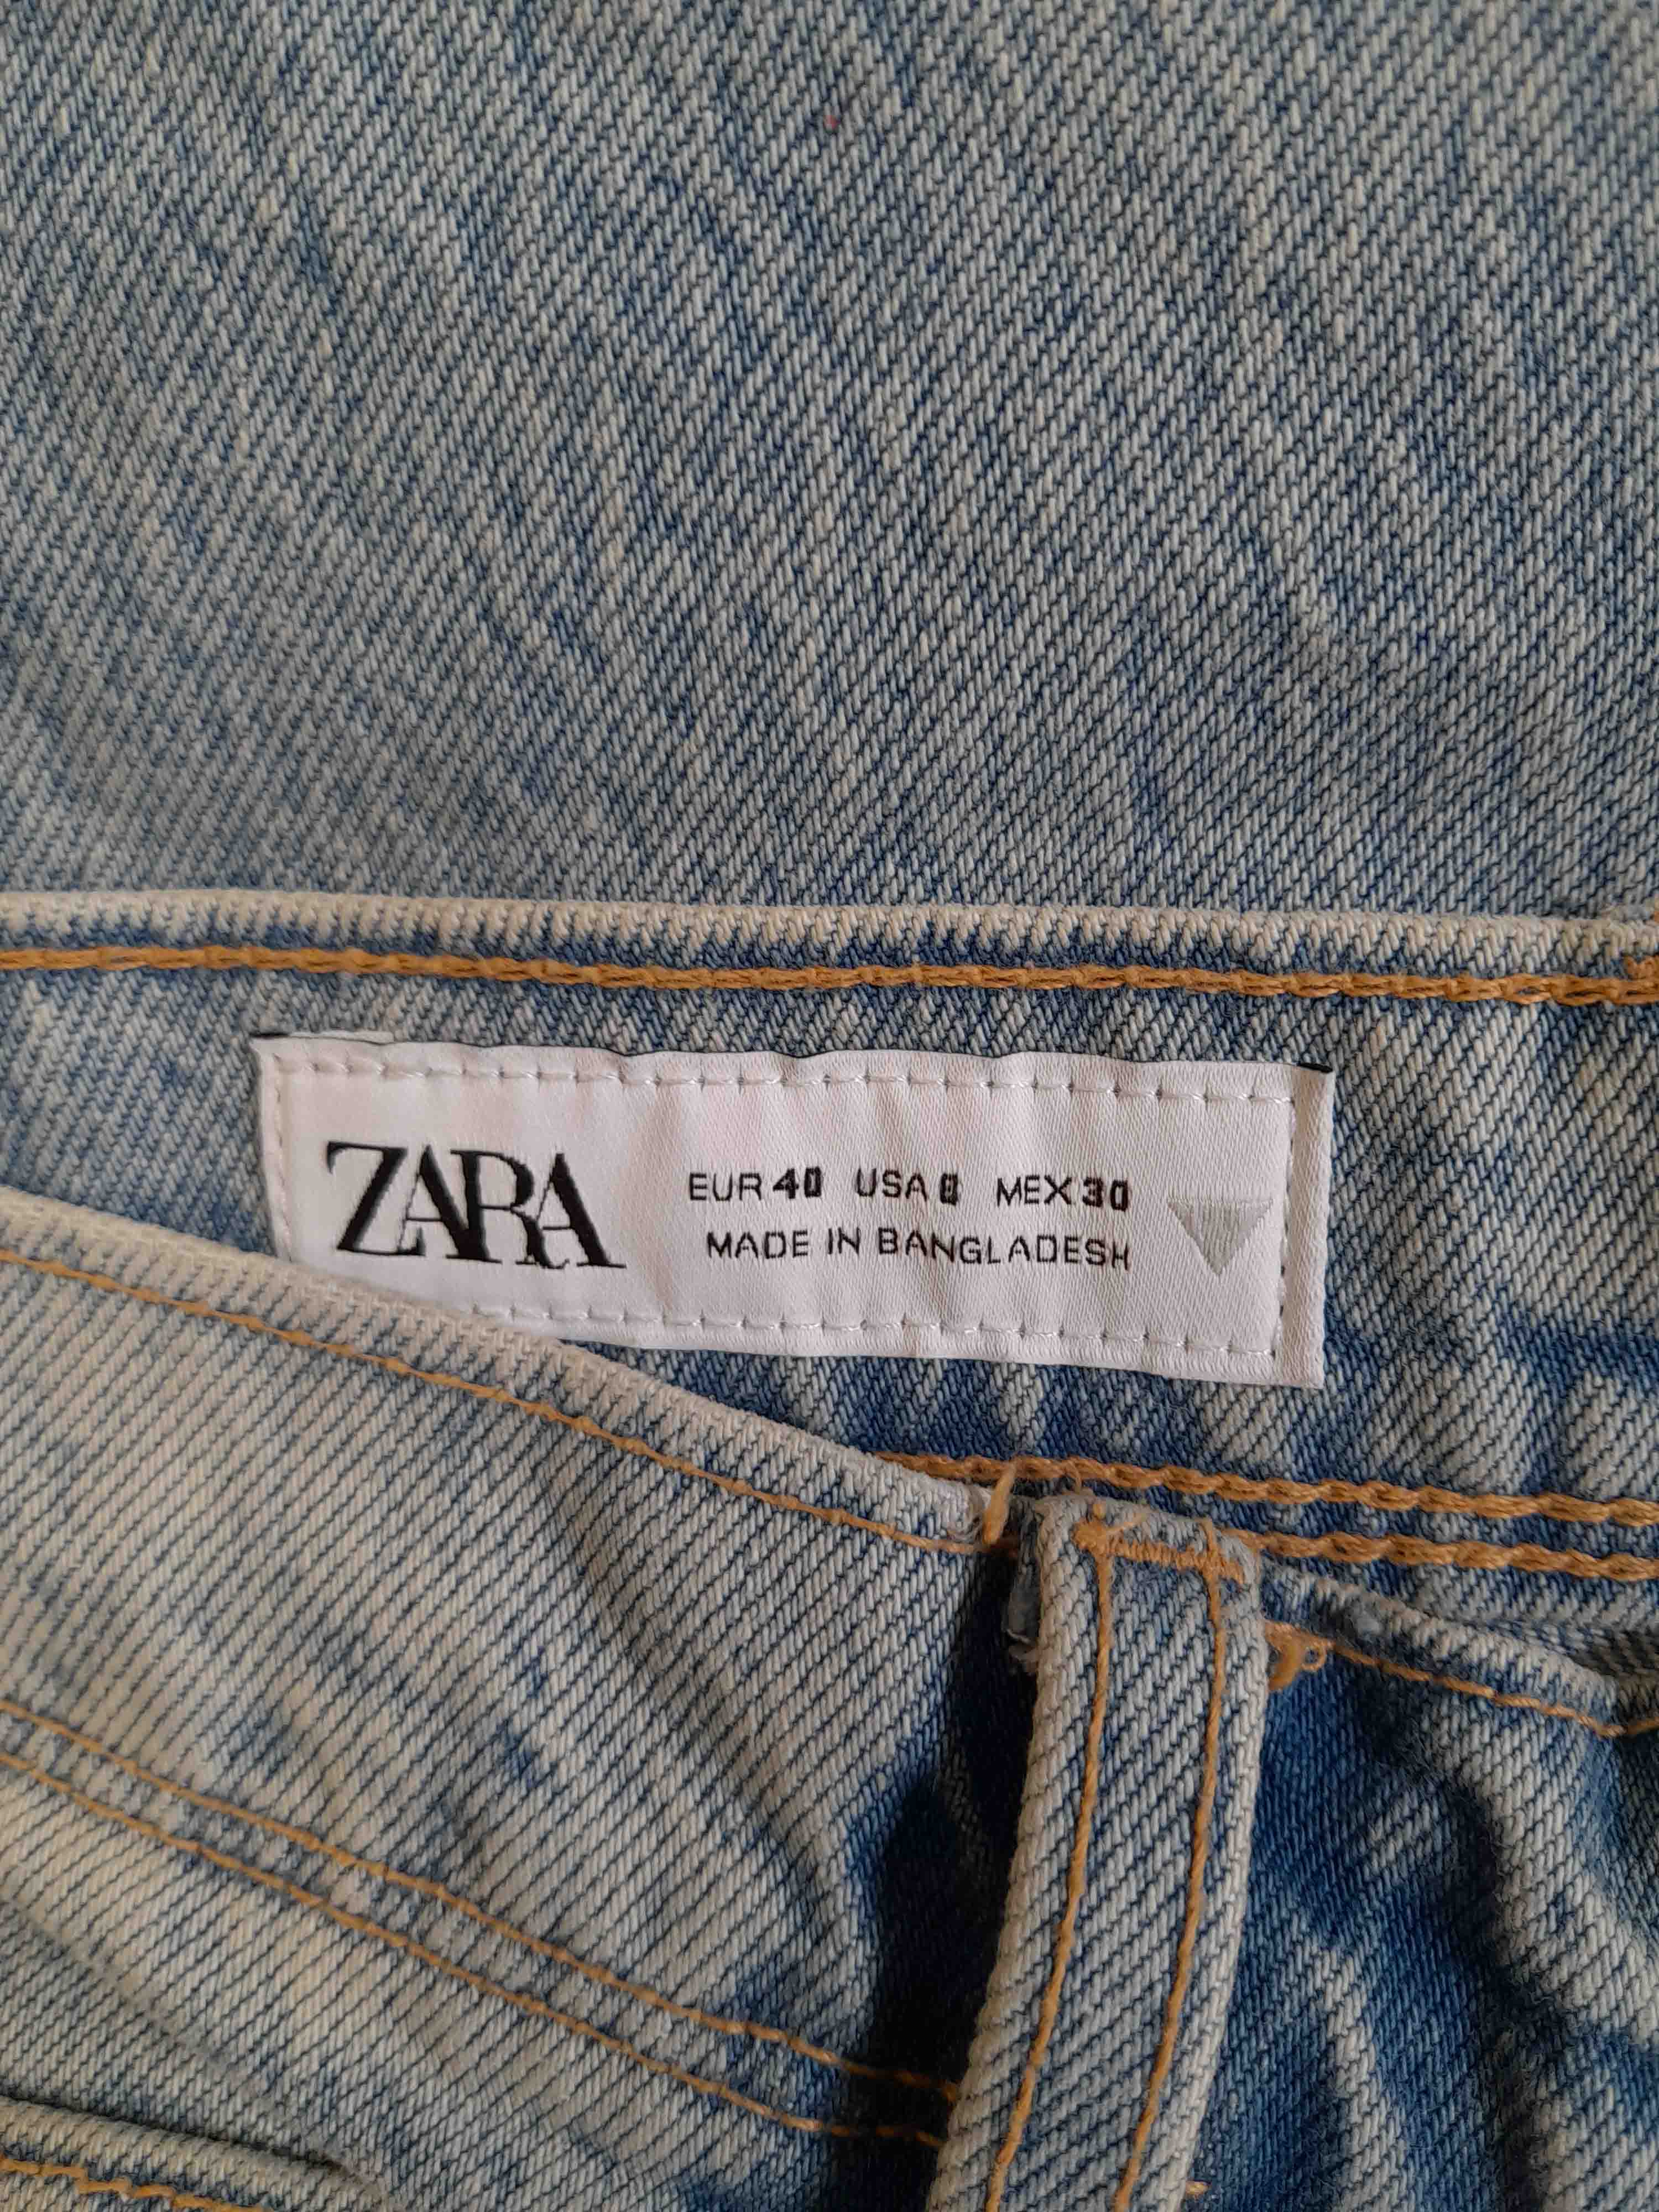 ZARA
EUR 40 USA 8 MEX 30
MADE IN BANGLADESH